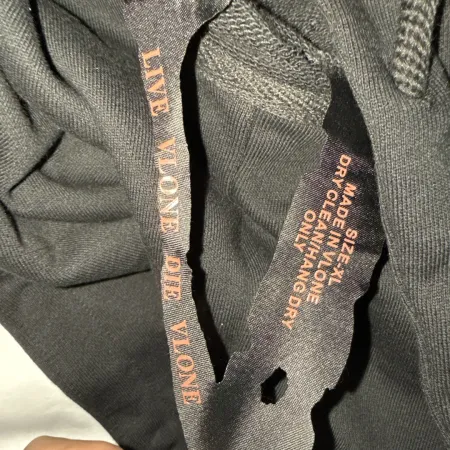 LIVE VLONE DIE VLONE
SIZE-XL
MADE IN VLONE
DRY CLEAN/HANG DRY
ONLY